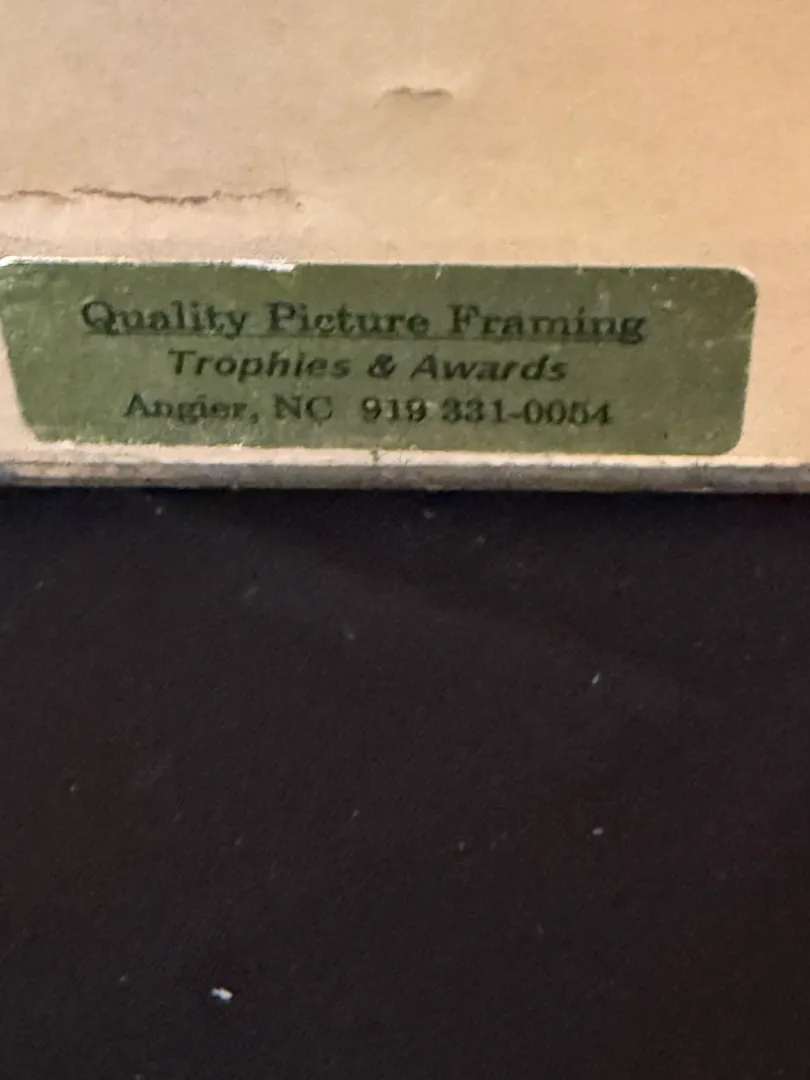 Quality Picture Framing
Trophies & Awards
Angier, NC 919 331-0054